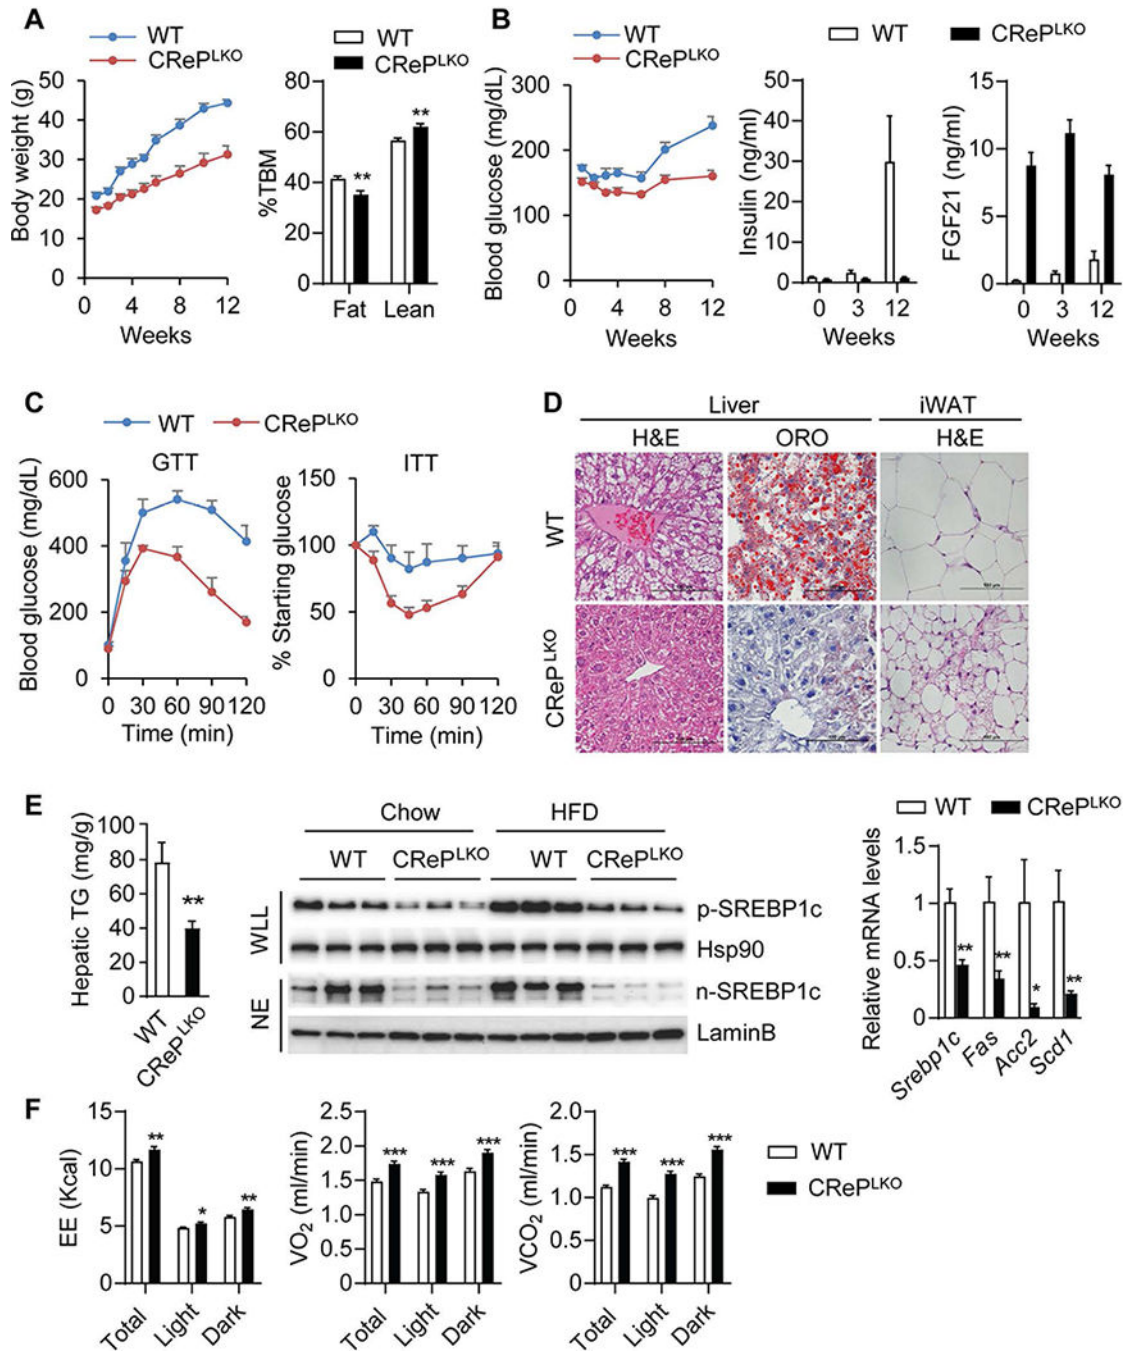 A
WT
CRePLKO
Body weight (g)
50
40
30
20
10
0
0
4
8
12
Weeks
WT
CRePLKO
%TBM
80
60
40
20
0
**
**
Fat
Lean
B
WT
CRePLKO
Blood glucose (mg/dL)
300
200
100
0
0
4
8
12
Weeks
WT
CRePLKO
Insulin (ng/ml)
50
40
30
20
10
0
0
3
12
Weeks
FGF21 (ng/ml)
15
10
5
0
0
3
12
Weeks
C
WT
CRePLKO
GTT
Blood glucose (mg/dL)
600
400
200
0
0
30
60
90
120
Time (min)
ITT
% Starting glucose
150
100
50
0
0
30
60
90
120
Time (min)
D
Liver
iWAT
H&E
ORO
H&E
WT
CRePLKO
E
Hepatic TG (mg/g)
100
80
60
40
20
0
**
WT
CRePLKO
Chow
HFD
WT
CRePLKO
WT
CRePLKO
WLL
p-SREBP1c
Hsp90
NE
n-SREBP1c
LaminB
WT
CRePLKO
Relative mRNA levels
1.5
1
0.5
0
**
**
*
**
Srebp1c
Fas
Acc2
Scd1
F
EE (Kcal)
15
10
5
0
**
*
**
Total
Light
Dark
VO2 (ml/min)
2.5
2.0
1.5
1.0
0.5
0
***
***
***
Total
Light
Dark
VCO2 (ml/min)
2.0
1.5
1.0
0.5
0
***
***
***
Total
Light
Dark
WT
CRePLKO